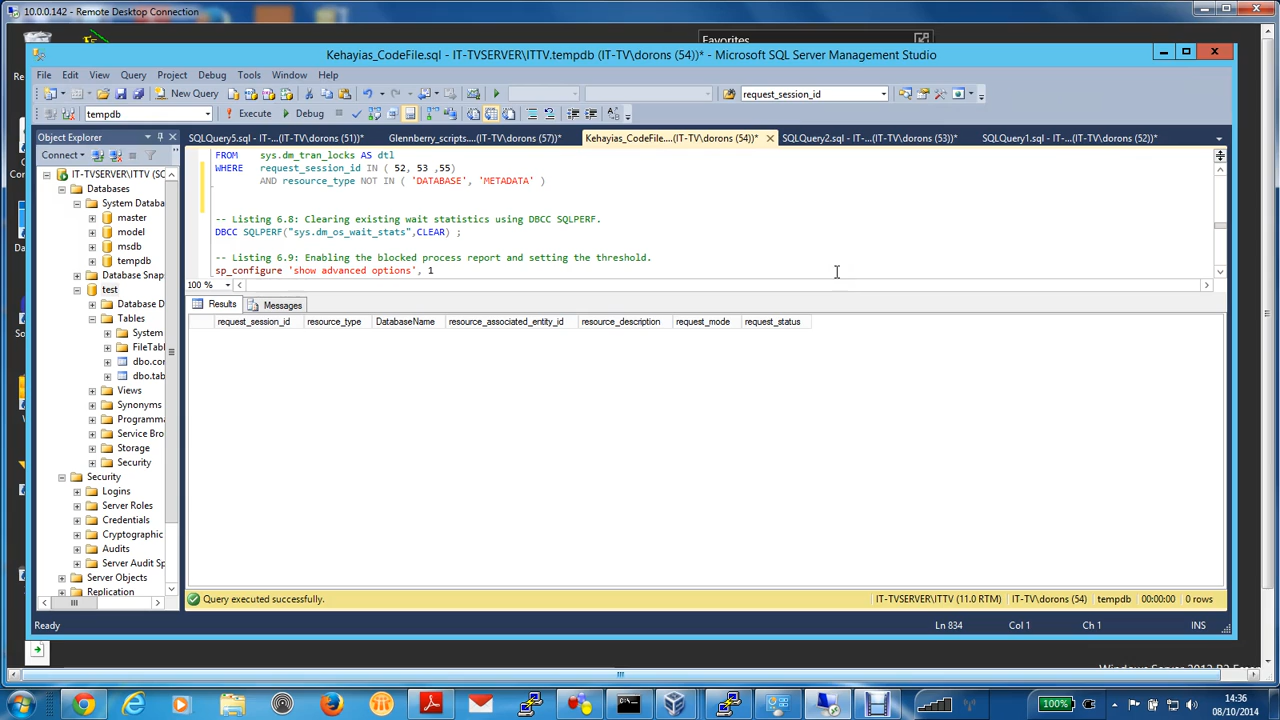 10.0.0.142 - Remote Desktop Connection
Favorites
Kehayias_CodeFile.sql - IT-TVSERVER\ITTV.tempdb (IT-TV\dorons (54))* - Microsoft SQL Server Management Studio
File Edit View Query Project Debug Tools Window Help
New Query request_session_id
tempdb Execute Debug
Object Explorer
SQLQuery5.sql - IT-...(IT-TV\dorons (51))* Glennberry_scripts....(IT-TV\dorons (57))* Kehayias_CodeFile....(IT-TV\dorons (54))* SQLQuery2.sql - IT-...(IT-TV\dorons (53))* SQLQuery1.sql - IT-...(IT-TV\dorons (52))*
Connect
FROM sys.dm_tran_locks AS dtl
WHERE request_session_id IN ( 52, 53 ,55)
AND resource_type NOT IN ( 'DATABASE', 'METADATA' )
-- Listing 6.8: Clearing existing wait statistics using DBCC SQLPERF.
DBCC SQLPERF("sys.dm_os_wait_stats",CLEAR) ;
-- Listing 6.9: Enabling the blocked process report and setting the threshold.
sp_configure 'show advanced options', 1
100 %
IT-TVSERVER\ITTV (SQ
Databases
System Databa
master
model
msdb
tempdb
Database Snap
test
Database D
Tables
System
FileTab
dbo.cor
dbo.tab
Views
Synonyms
Programma
Service Bro
Storage
Security
Security
Logins
Server Roles
Credentials
Cryptographic
Audits
Server Audit Sp
Server Objects
Replication
Results Messages
request_session_id resource_type DatabaseName resource_associated_entity_id resource_description request_mode request_status
Query executed successfully. IT-TVSERVER\ITTV (11.0 RTM) IT-TV\dorons (54) tempdb 00:00:00 0 rows
Ready Ln 834 Col 1 Ch 1 INS
100% 14:36
08/10/2014